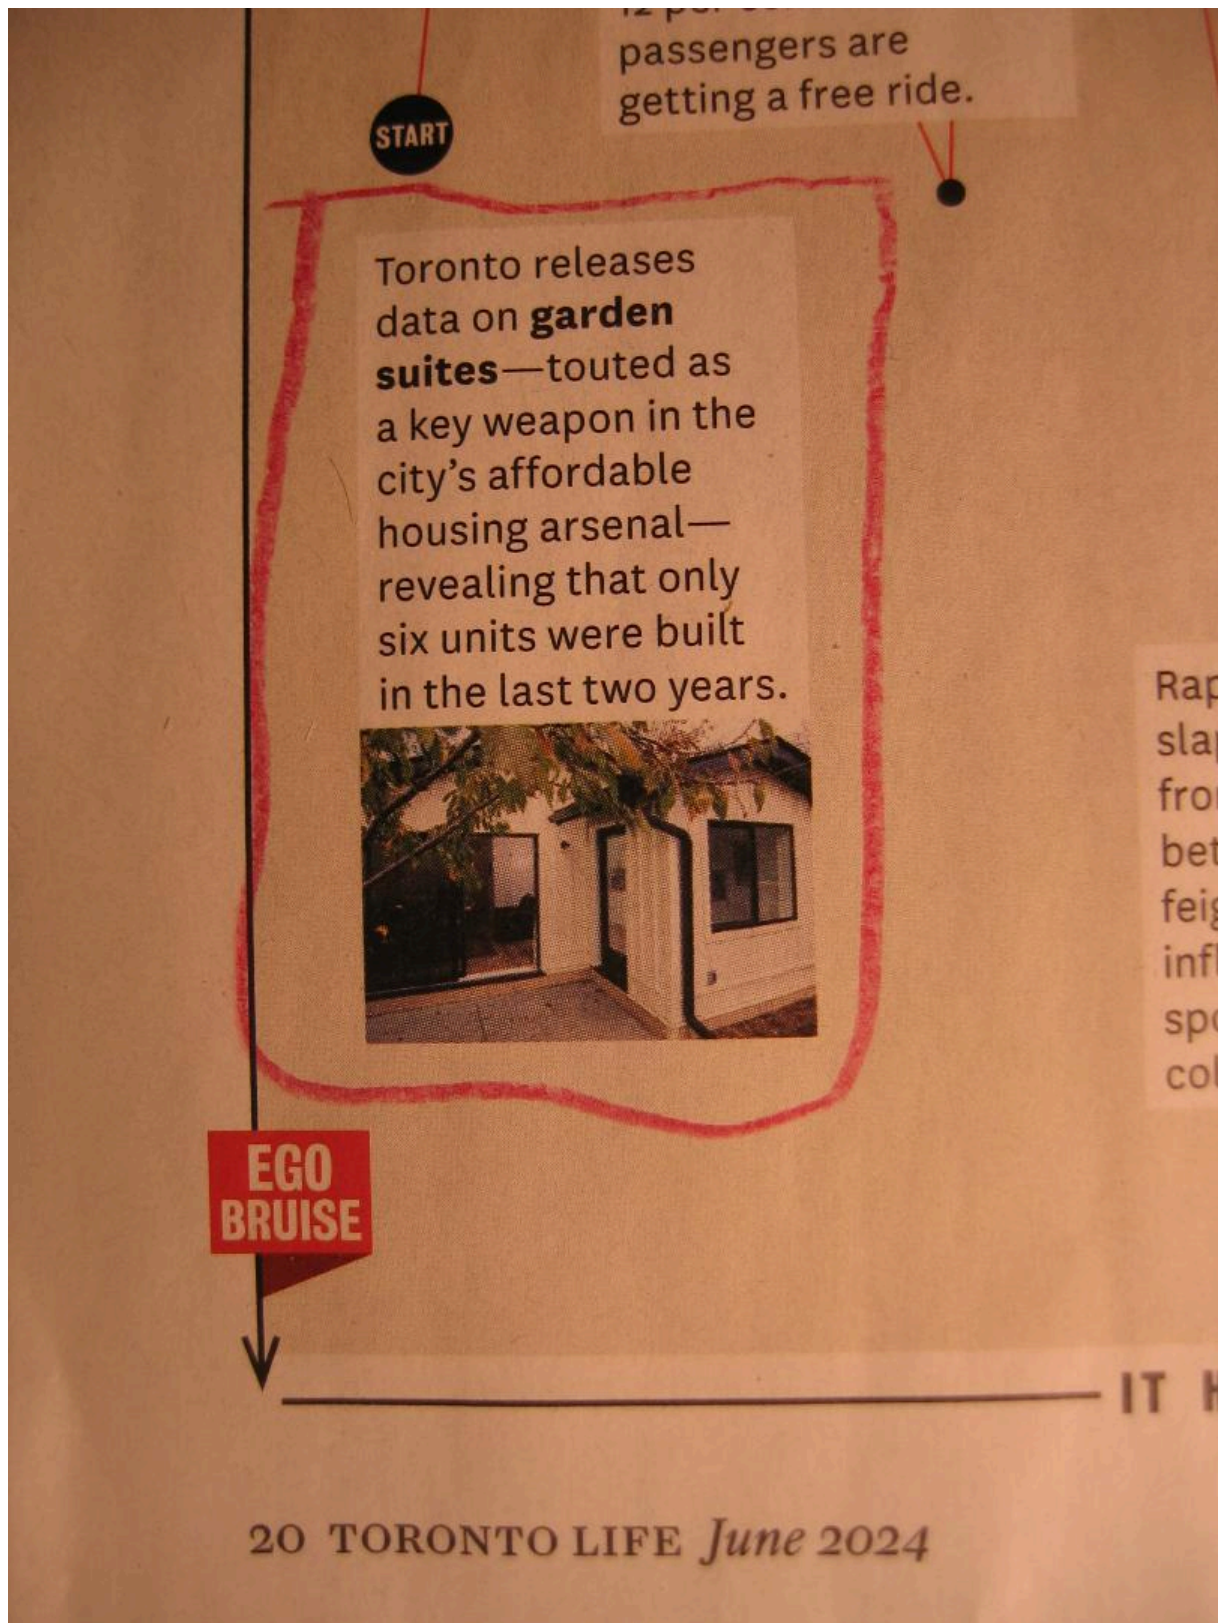 passengers are
getting a free ride.
START
Toronto releases
data on garden
suites—touted as
a key weapon in the
city's affordable
housing arsenal—
revealing that only
six units were built
in the last two years.
EGO
BRUISE
IT
20 TORONTO LIFE June 2024